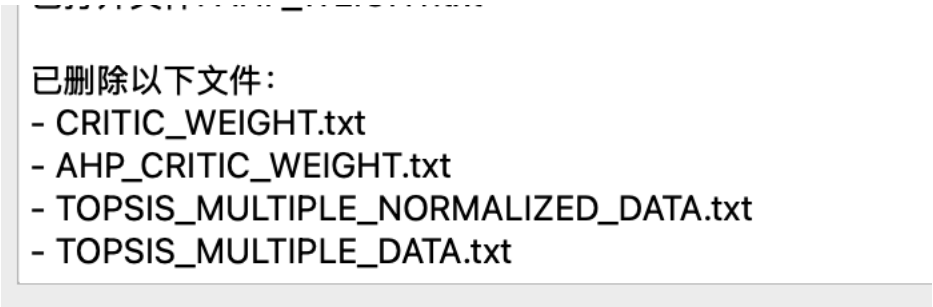 已删除以下文件：
- CRITIC_WEIGHT.txt
- AHP_CRITIC_WEIGHT.txt
- TOPSIS_MULTIPLE_NORMALIZED_DATA.txt
- TOPSIS_MULTIPLE_DATA.txt